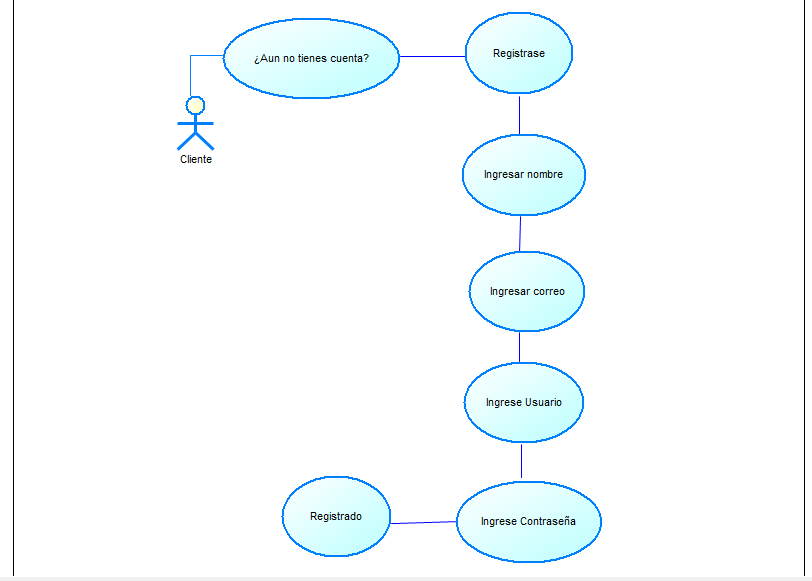 ¿Aun no tienes cuenta?
Registrase
Cliente
Ingresar nombre
Ingresar correo
Ingrese Usuario
Ingrese Contraseña
Registrado